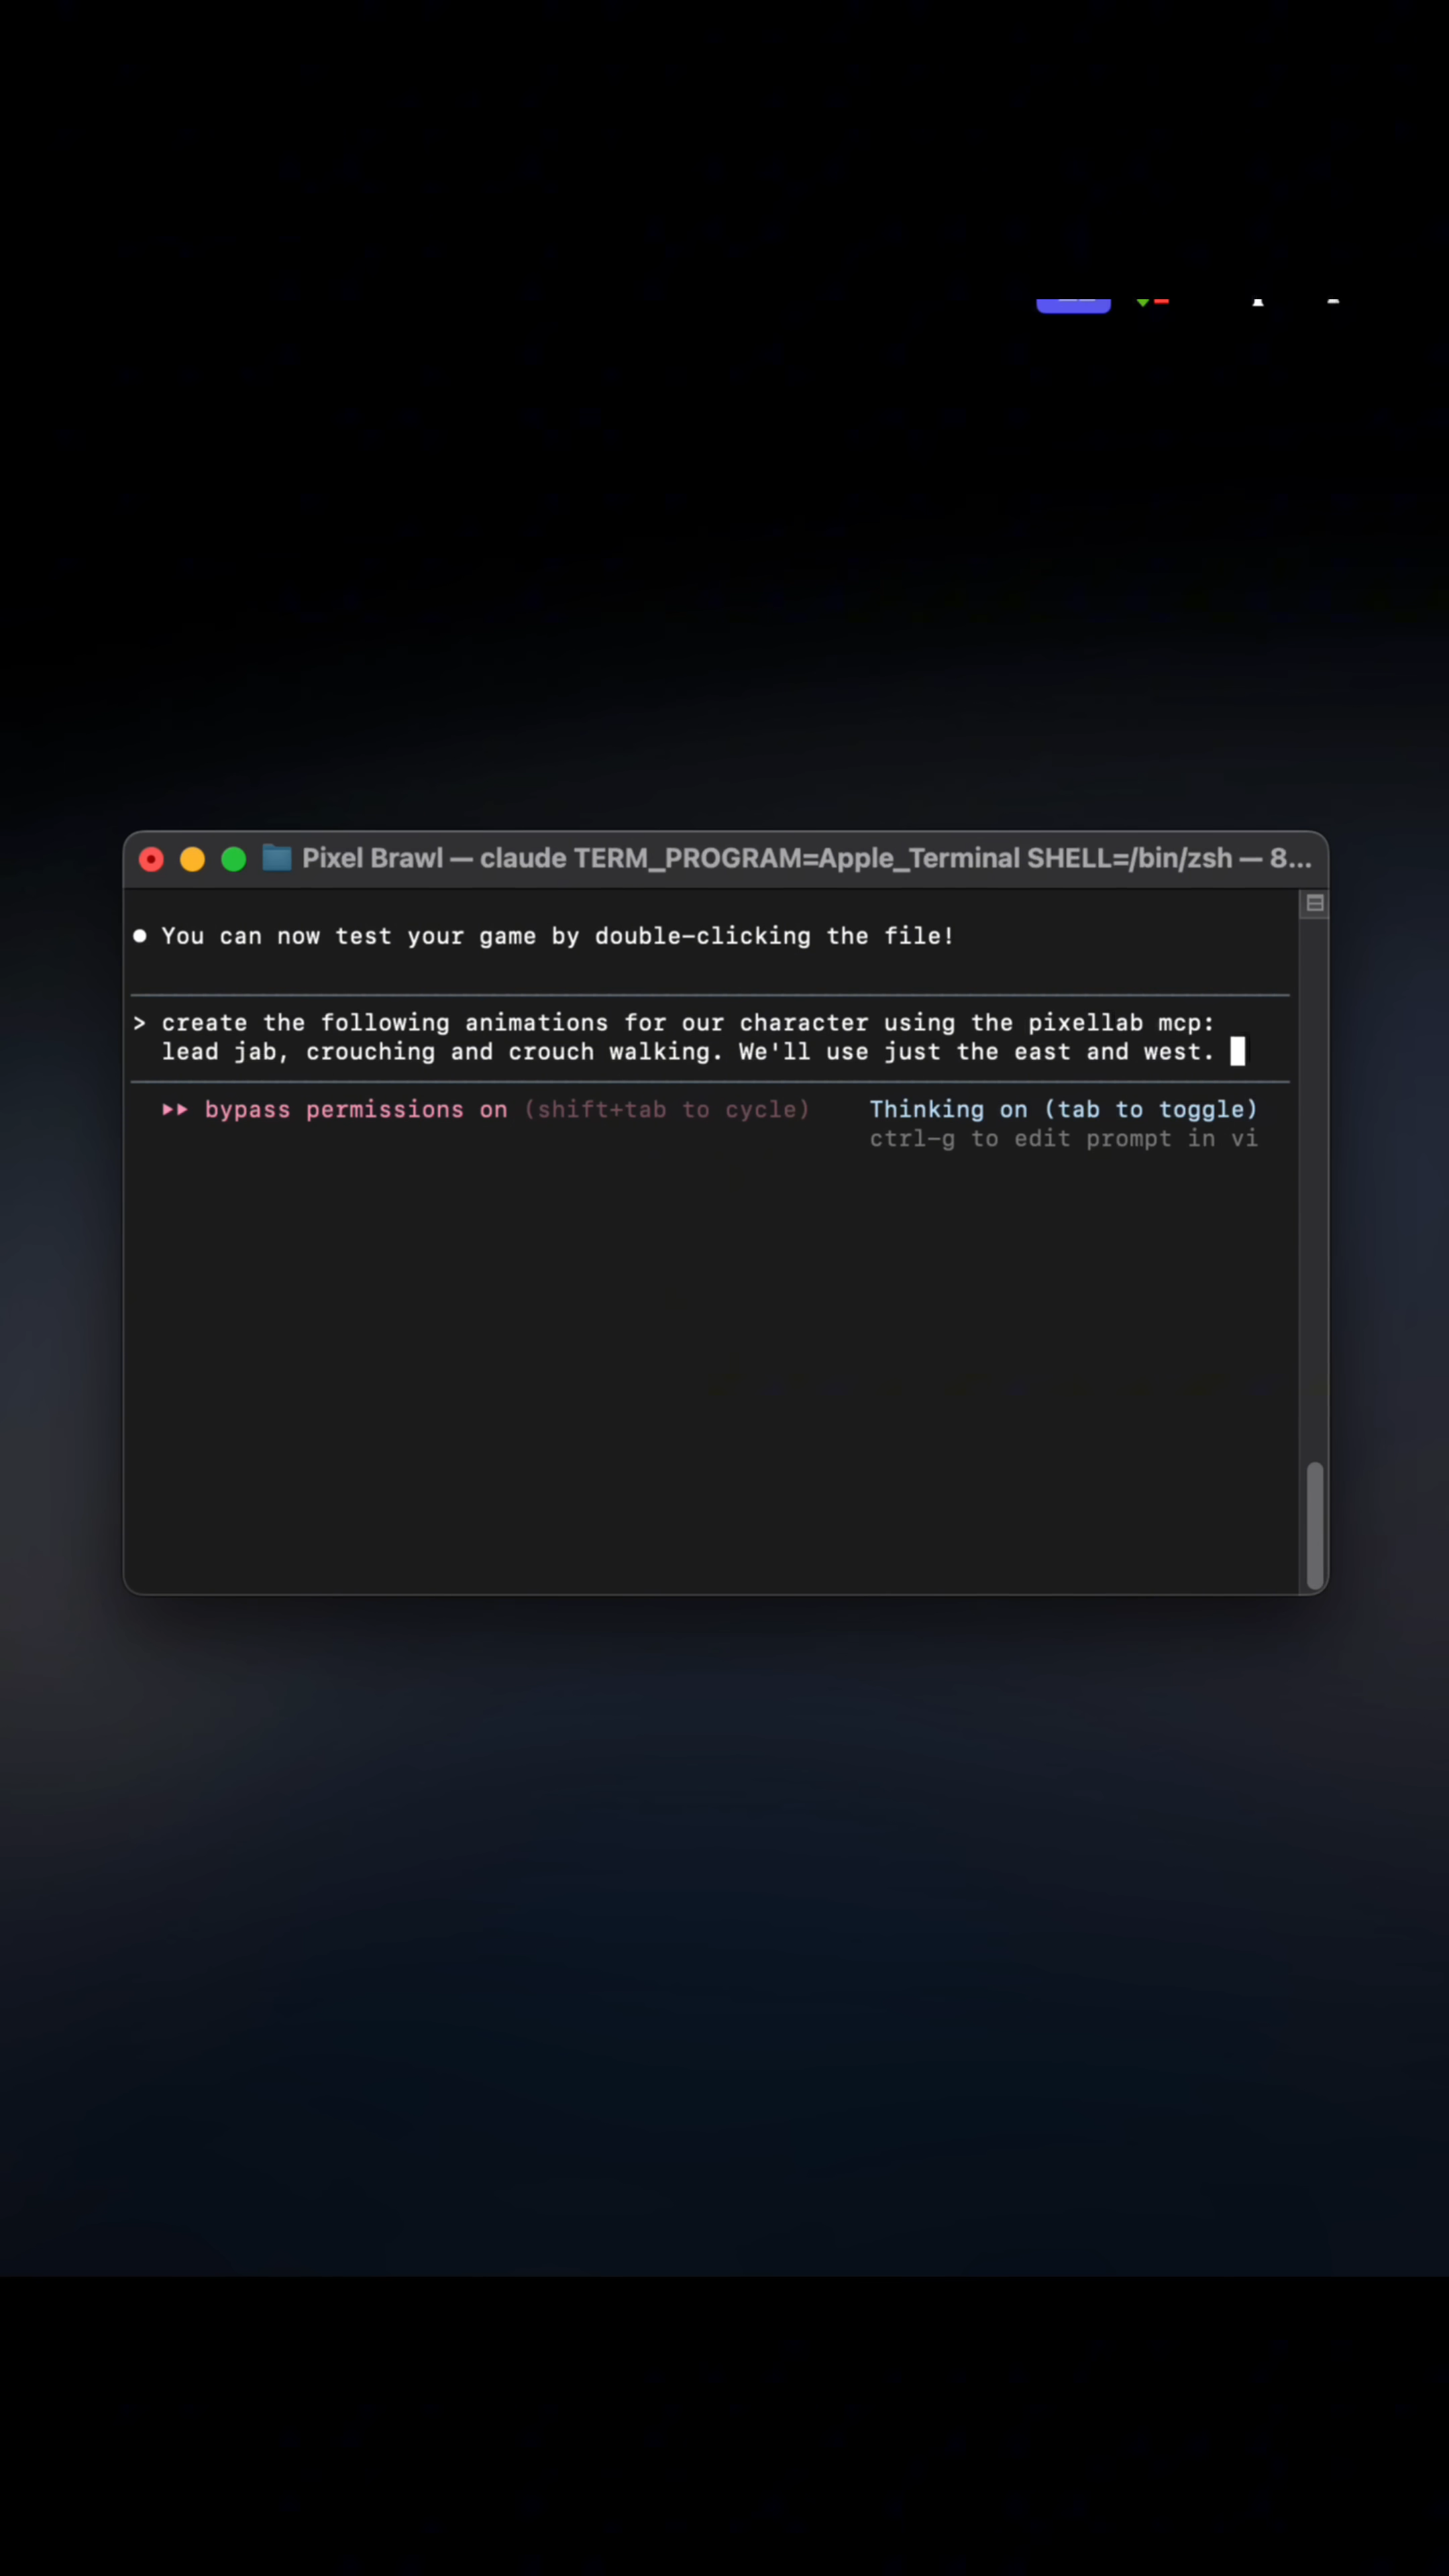 Pixel Brawl — claude TERM_PROGRAM=Apple_Terminal SHELL=/bin/zsh — 8...
● You can now test your game by double-clicking the file!
> create the following animations for our character using the pixellab mcp:
lead jab, crouching and crouch walking. We'll use just the east and west.
▸▸ bypass permissions on (shift+tab to cycle) Thinking on (tab to toggle)
ctrl-g to edit prompt in vi